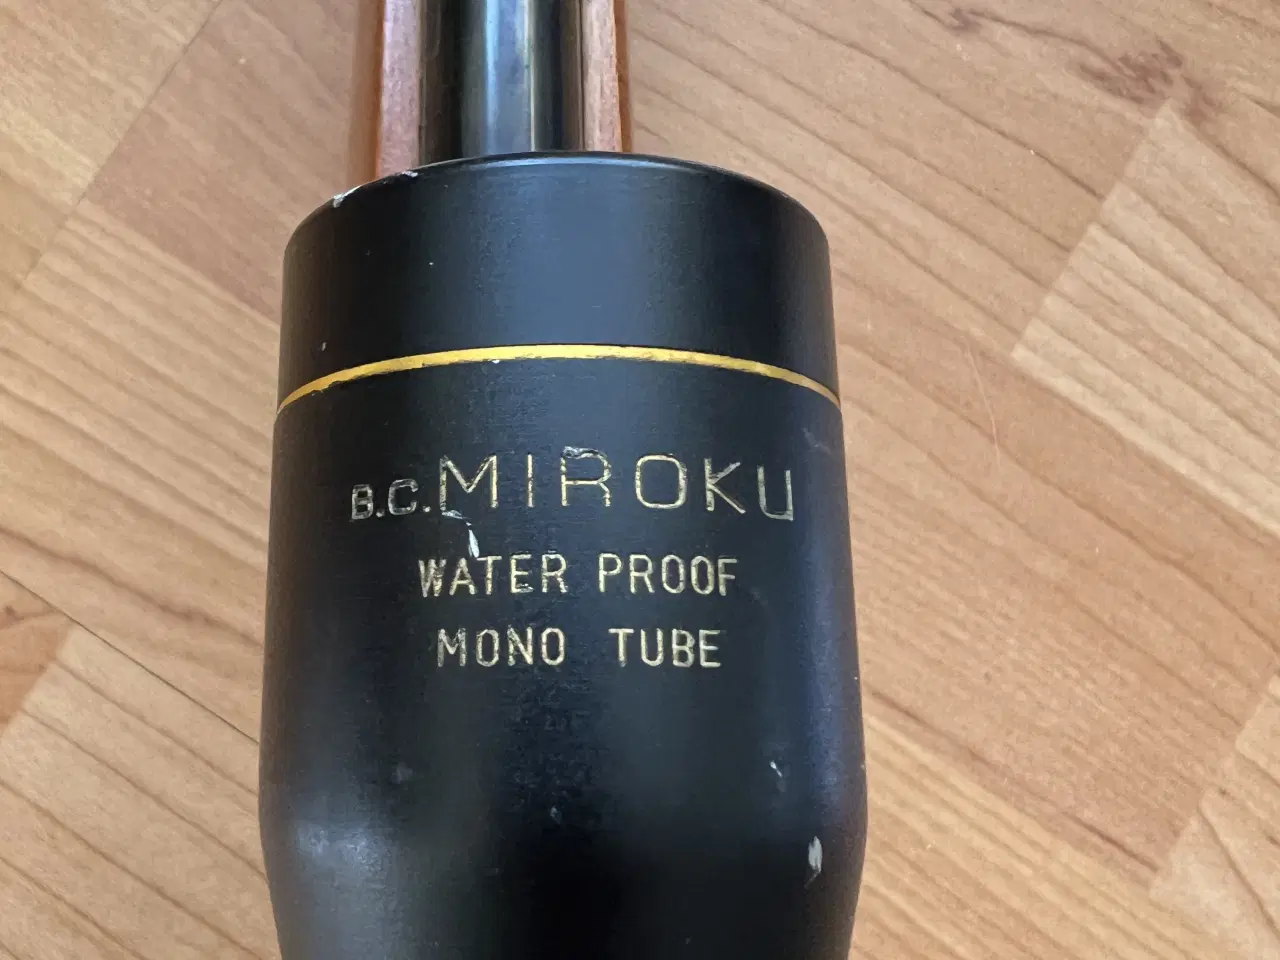 B.C.MIROKU
WATER PROOF
MONO TUBE